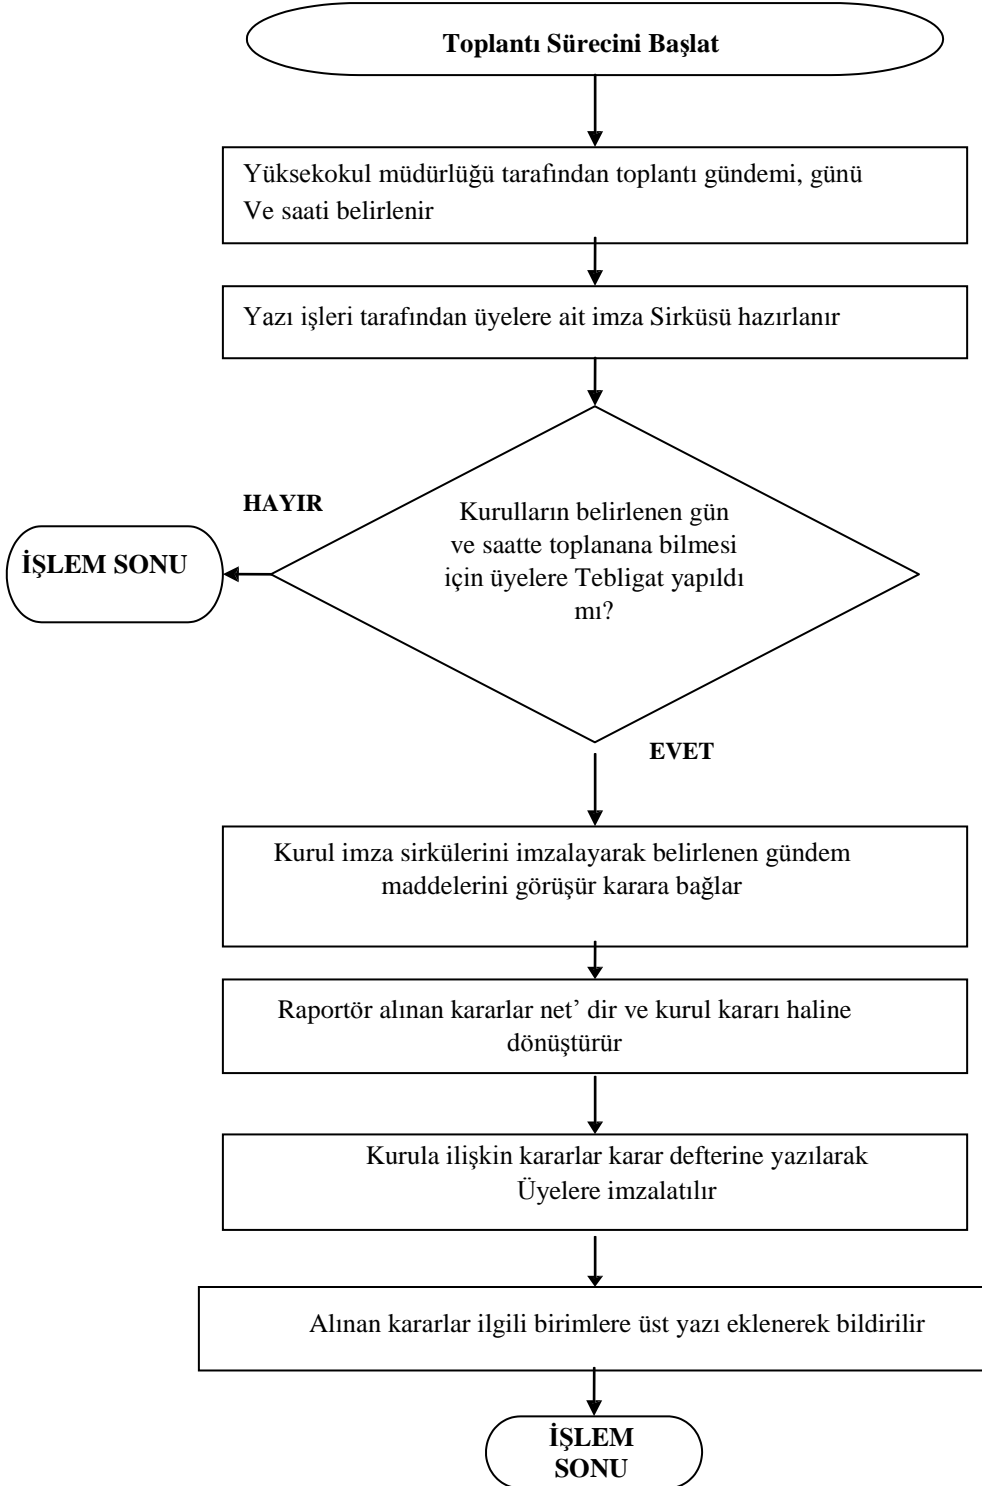 Toplantı Sürecini Başlat
Yüksekokul müdürlüğü tarafından toplantı gündemi, günü
Ve saati belirlenir
Yazı işleri tarafından üyelere ait imza Sirküsü hazırlanır
HAYIR
İŞLEM SONU
Kurulların belirlenen gün
ve saatte toplanana bilmesi
için üyelere Tebligat yapıldı
mı?
EVET
Kurul imza sirkülerini imzalayarak belirlenen gündem
maddelerini görüşür karara bağlar
Raportör alınan kararlar net’ dir ve kurul kararı haline
dönüştürür
Kurula ilişkin kararlar karar defterine yazılarak
Üyelere imzalatılır
Alınan kararlar ilgili birimlere üst yazı eklenerek bildirilir
İŞLEM
SONU